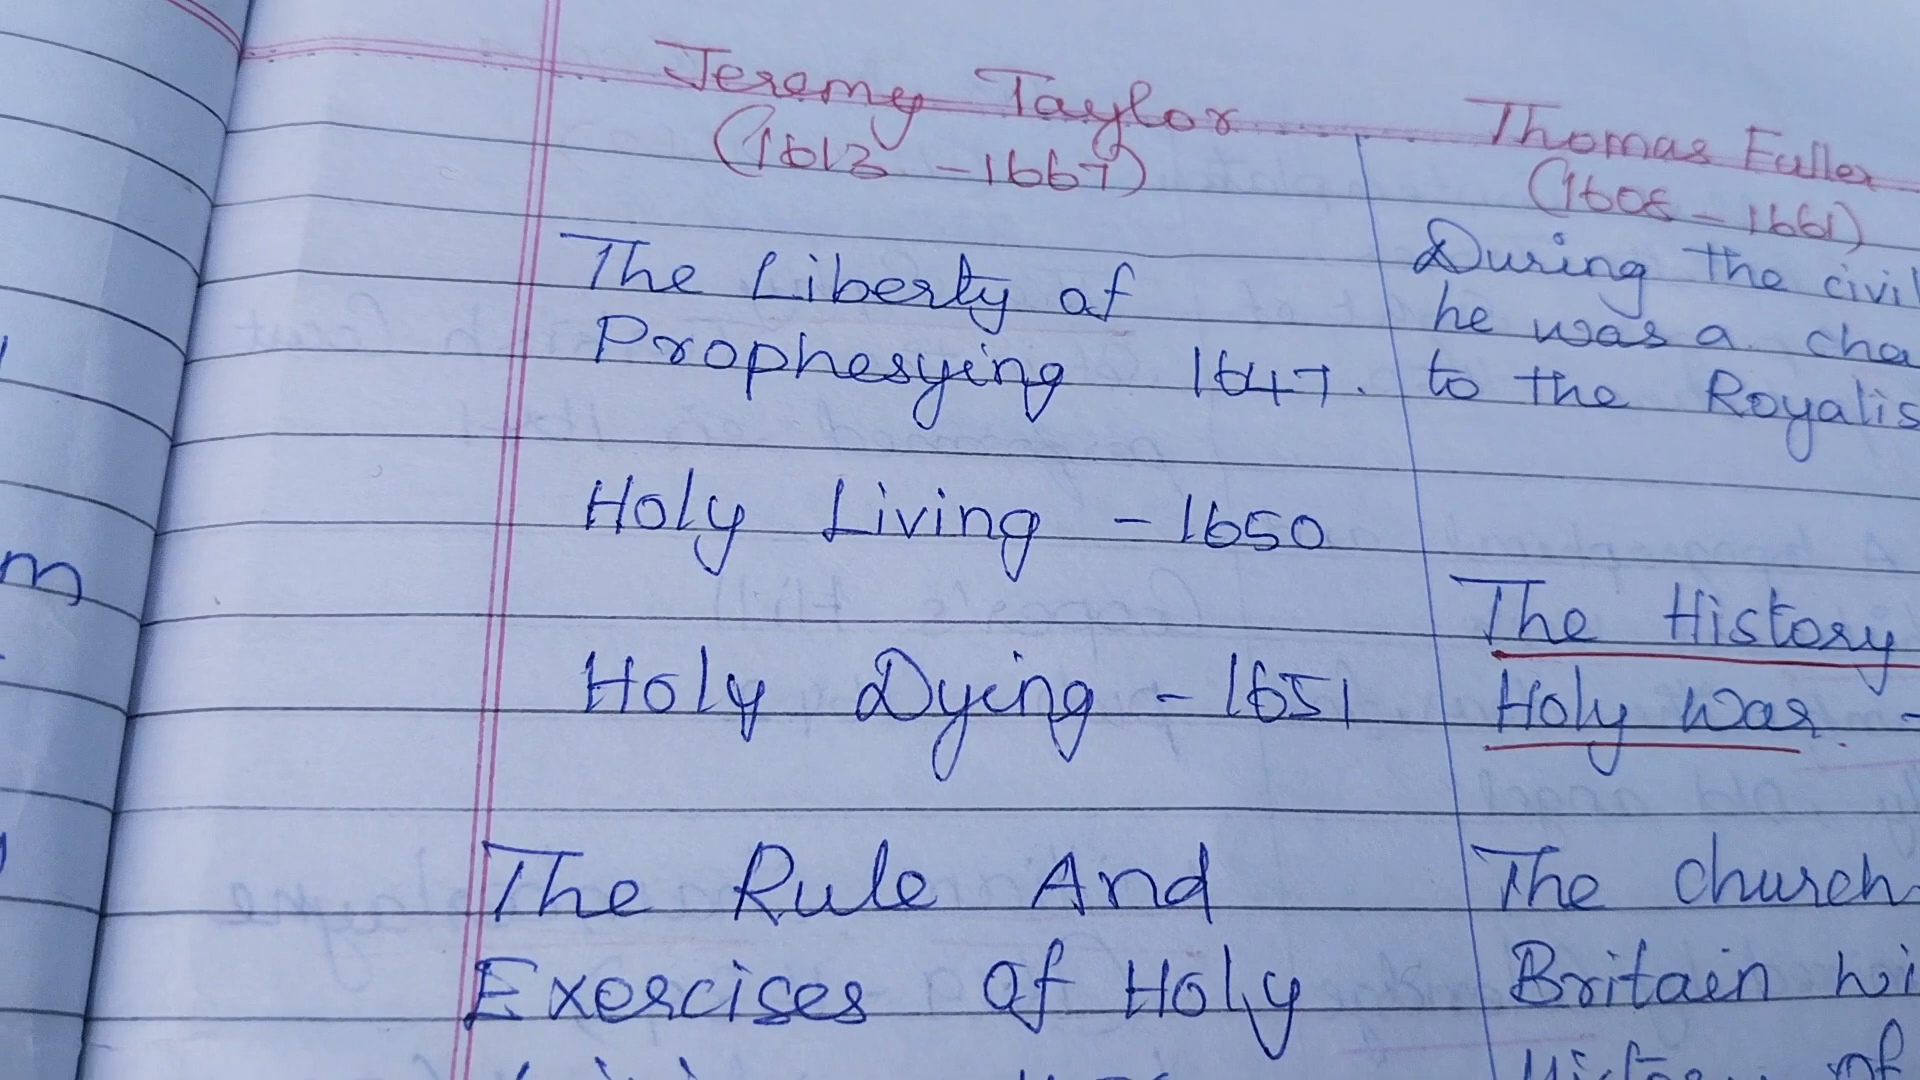 Jeremy Taylor
(1613 - 1667)
The Liberty of
Prophesying 1647.
Holy Living - 1650
Holy Dying - 1651
The Rule And
Exercises Of Holy
Thomas Fuller
(1608 - 1661)
During the civil
he was a cha
to the Royalis
The History
Holy War -
The Church
Britain